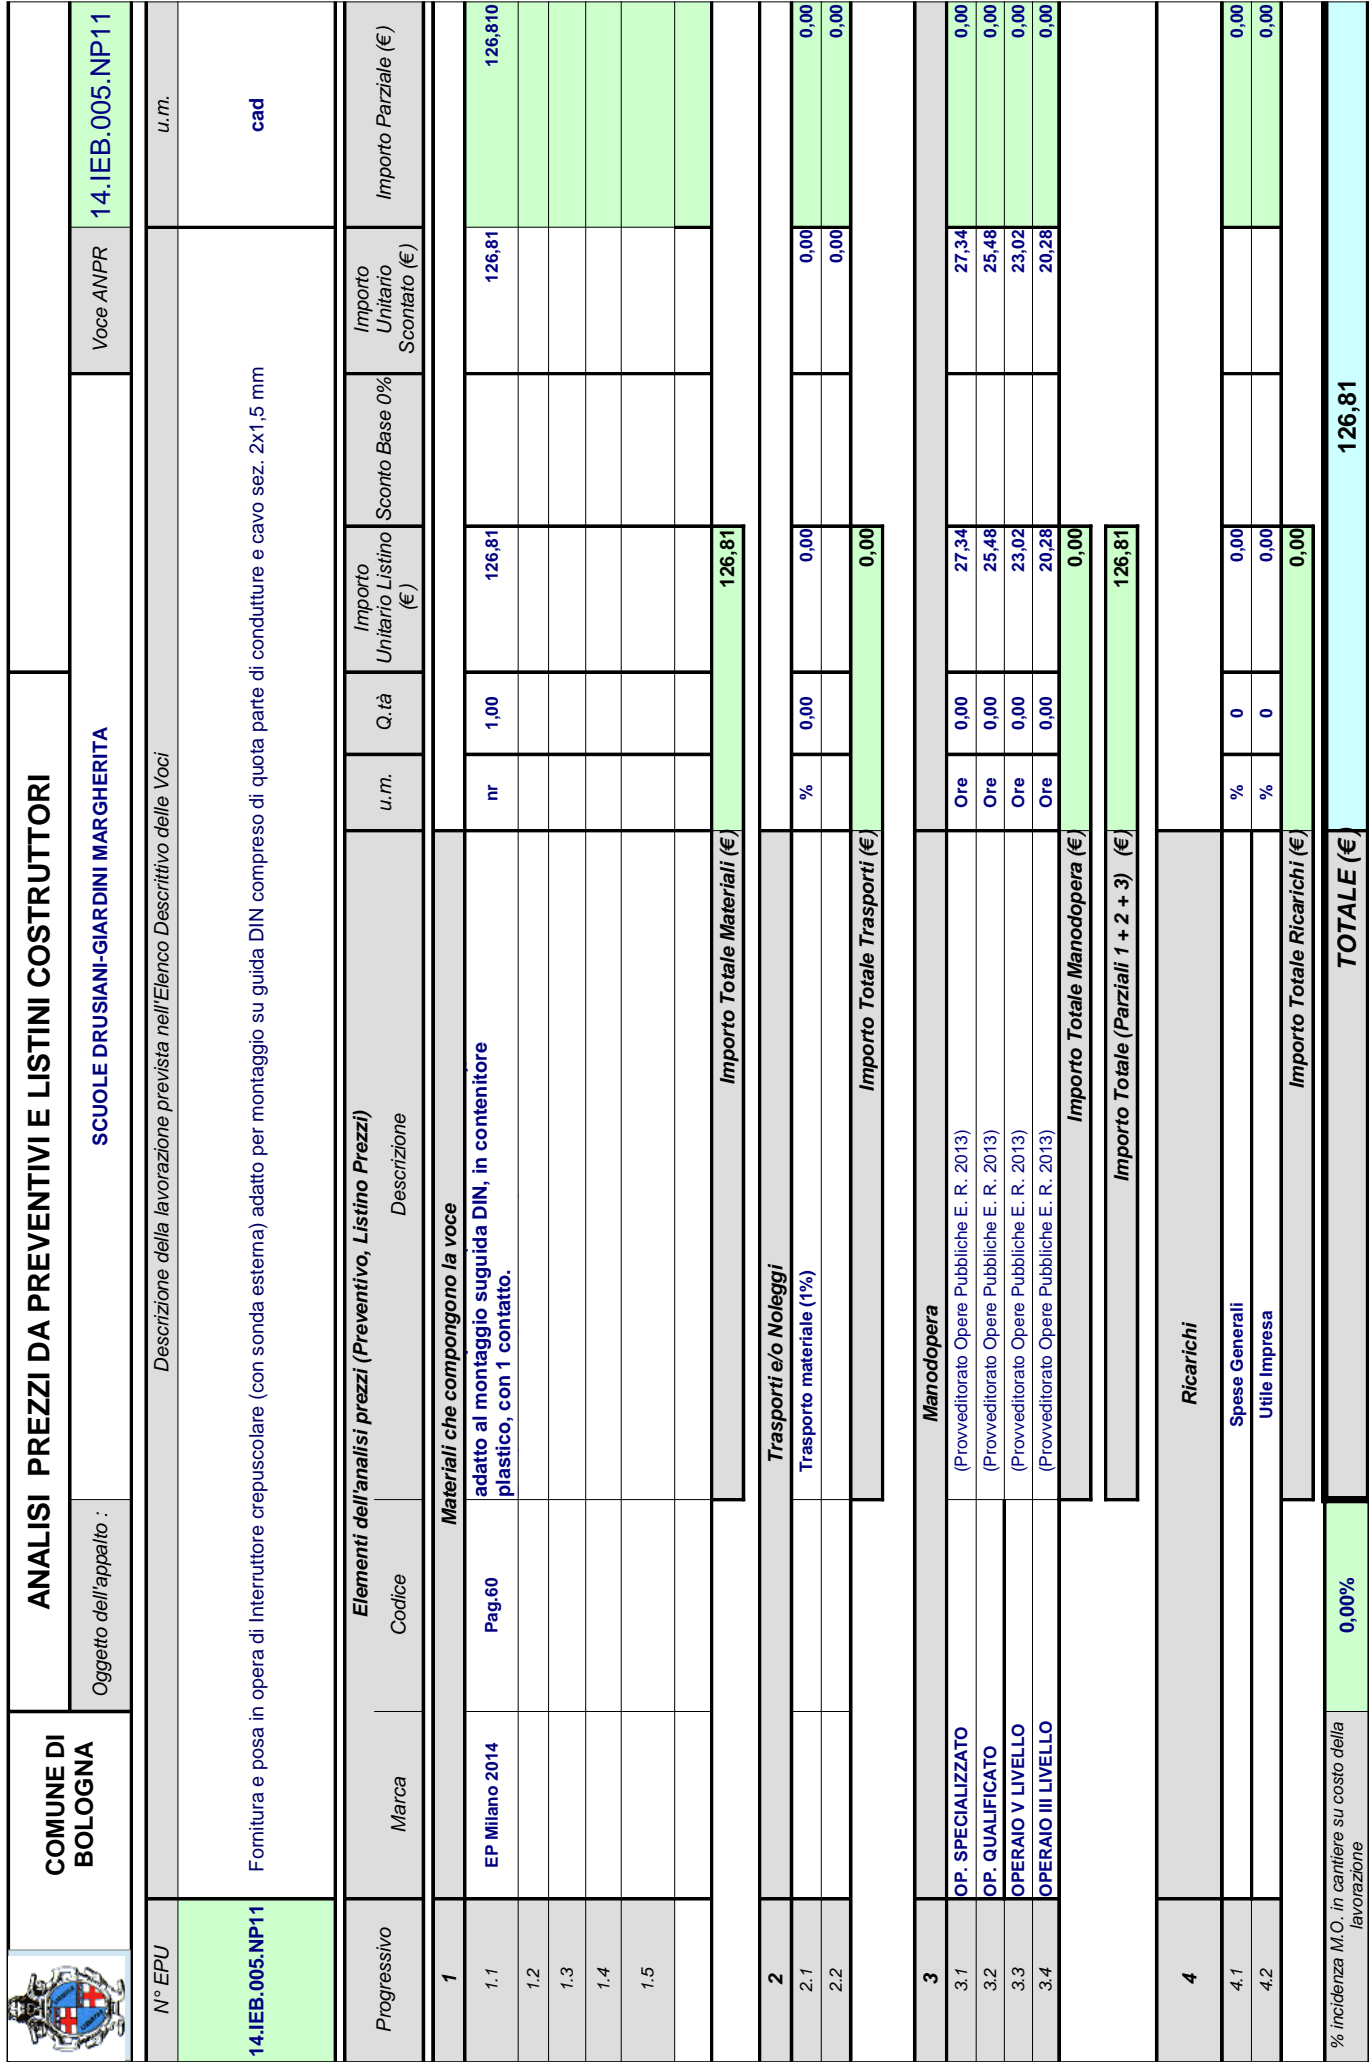 COMUNE DI
BOLOGNA
ANALISI PREZZI DA PREVENTIVI E LISTINI COSTRUTTORI
Oggetto dell'appalto :
SCUOLE DRUSIANI-GIARDINI MARGHERITA
Voce ANPR
14.IEB.005.NP11
N° EPU
Descrizione della lavorazione prevista nell'Elenco Descrittivo delle Voci
u.m.
14.IEB.005.NP11
Fornitura e posa in opera di Interruttore crepuscolare (con sonda esterna) adatto per montaggio su guida DIN compreso di quota parte di condutture e cavo sez. 2x1,5 mm
cad
Elementi dell'analisi prezzi (Preventivo, Listino Prezzi)
Progressivo
Marca
Codice
Descrizione
u.m.
Q.tà
Importo
Unitario Listino
(€)
Sconto Base 0%
Importo
Unitario
Scontato (€)
Importo Parziale (€)
1
Materiali che compongono la voce
1.1 EP Milano 2014 Pag.60
adatto al montaggio suguida DIN, in contenitore
plastico, con 1 contatto.
nr 1,00 126,81 126,81 126,810
1.2
1.3
1.4
1.5
Importo Totale Materiali (€) 126,81
2 Trasporti e/o Noleggi
2.1 Trasporto materiale (1%) % 0,00 0,00 0,00 0,00
2.2 0,00 0,00
Importo Totale Trasporti (€) 0,00
3 Manodopera
3.1 OP. SPECIALIZZATO (Provveditorato Opere Pubbliche E. R. 2013) Ore 0,00 27,34 27,34 0,00
3.2 OP. QUALIFICATO (Provveditorato Opere Pubbliche E. R. 2013) Ore 0,00 25,48 25,48 0,00
3.3 OPERAIO V LIVELLO (Provveditorato Opere Pubbliche E. R. 2013) Ore 0,00 23,02 23,02 0,00
3.4 OPERAIO III LIVELLO (Provveditorato Opere Pubbliche E. R. 2013) Ore 0,00 20,28 20,28 0,00
Importo Totale Manodopera (€) 0,00
Importo Totale (Parziali 1 + 2 + 3) (€) 126,81
4 Ricarichi
4.1 Spese Generali % 0 0,00 0,00
4.2 Utile Impresa % 0 0,00 0,00
Importo Totale Ricarichi (€) 0,00
% incidenza M.O. in cantiere su costo della
lavorazione
0,00%
TOTALE (€) 126,81